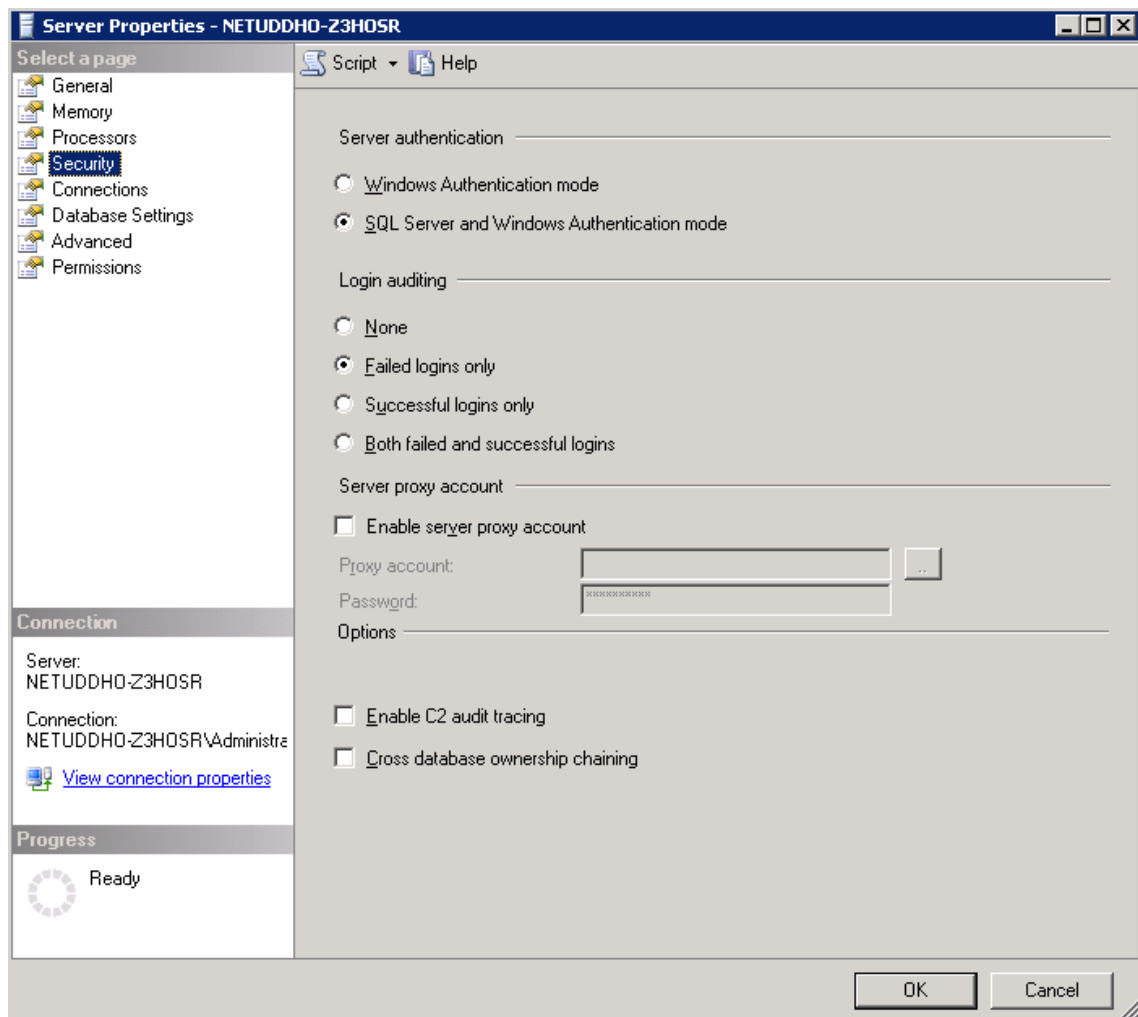 Server Properties - NETUDDHO-Z3HOSR
Select a page
General
Memory
Processors
Security
Connections
Database Settings
Advanced
Permissions
Script
Help
Server authentication
Windows Authentication mode
SQL Server and Windows Authentication mode
Login auditing
None
Failed logins only
Successful logins only
Both failed and successful logins
Server proxy account
Enable server proxy account
Proxy account:
..
Password:
**********
Options
Enable C2 audit tracing
Cross database ownership chaining
Connection
Server:
NETUDDHO-Z3HOSR
Connection:
NETUDDHO-Z3HOSR\Administra
View connection properties
Progress
Ready
OK
Cancel